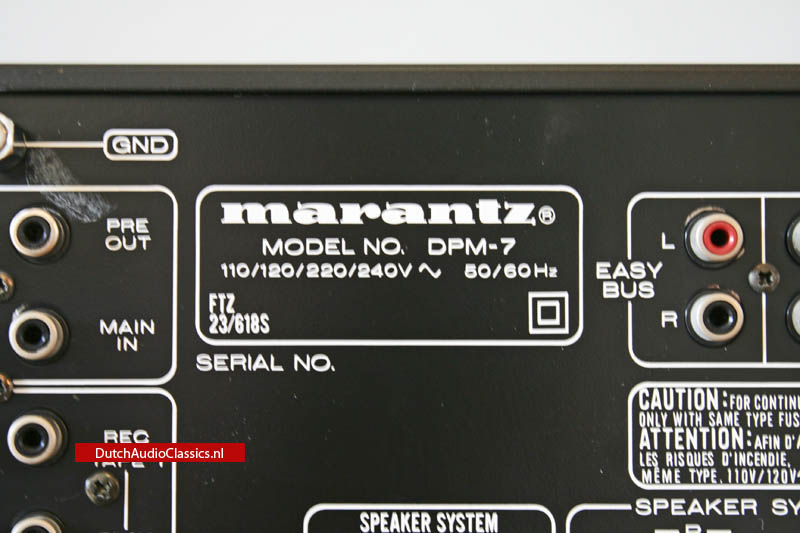 GND
PRE
OUT
MAIN
IN
marantz®
MODEL NO. DPM-7
110/120/220/240V ~ 50/60Hz
FTZ
23/618S
SERIAL NO.
EASY
BUS
L
R
CAUTION: FOR CONTIN
ONLY WITH SAME TYPE FUS
ATTENTION: AFIN D'A
LES RISQUES D'INCENDIE,
MÊME TYPE, 110V/120V
REC
DutchAudioClassics.nl
TAPE 1
SPEAKER SYSTEM
SPEAKER SY
B